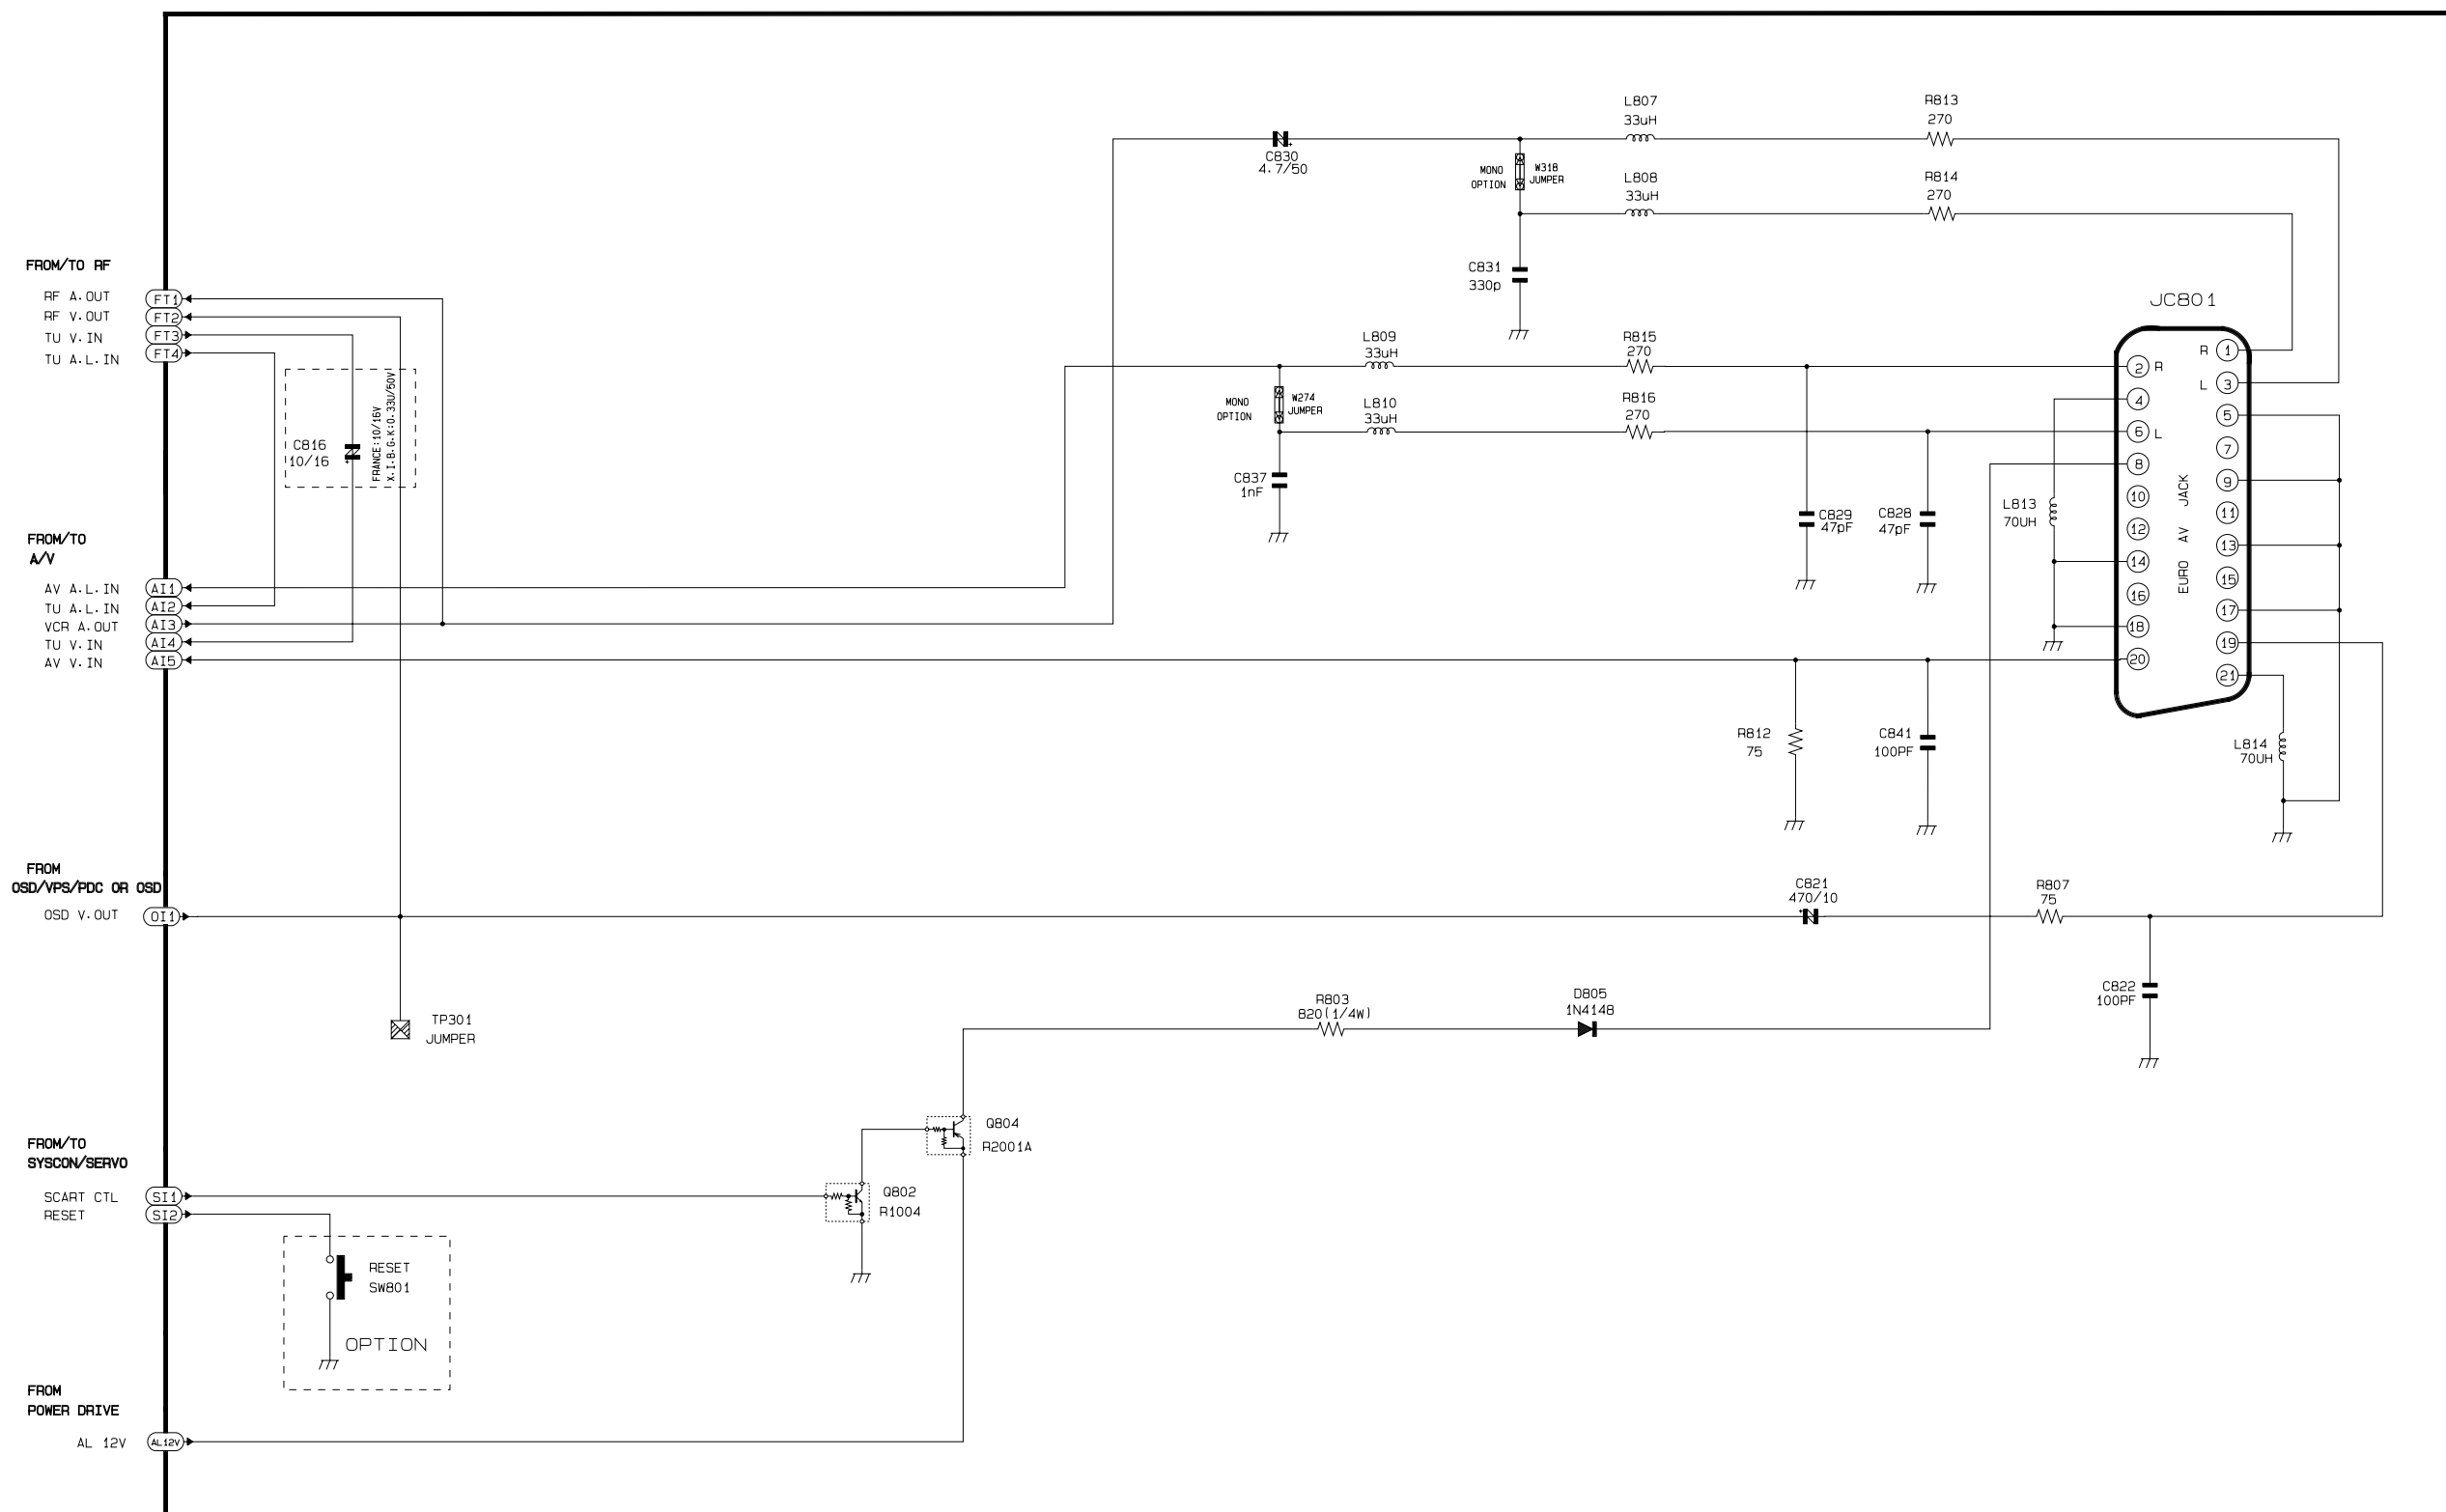 L807
33uH
R813
270
C830
4.7/50
MONO
OPTION
W318
JUMPER
L808
33uH
R814
270
C831
330p
FROM/TO RF
RF A.OUT
FT1
RF V.OUT
FT2
TU V.IN
FT3
TU A.L.IN
FT4
C816
10/16
FRANCE:10/16V
X.I.B.G.K:0.33U/50V
L809
33uH
R815
270
MONO
OPTION
W274
JUMPER
L810
33uH
R816
270
C837
1nF
C829
47pF
C828
47pF
L813
70UH
JC801
R 1
2 R
L 3
4
5
6 L
7
8
9
10
11
12
13
14
15
16
17
18
19
20
21
EURO AV JACK
FROM/TO
A/V
AV A.L.IN
AI1
TU A.L.IN
AI2
VCR A.OUT
AI3
TU V.IN
AI4
AV V.IN
AI5
R812
75
C841
100PF
L814
70UH
FROM
OSD/VPS/PDC OR OSD
OSD V.OUT
OI1
C821
470/10
R807
75
C822
100PF
TP301
JUMPER
R803
820(1/4W)
D805
1N4148
Q804
R2001A
FROM/TO
SYSCON/SERVO
SCART CTL
SI1
RESET
SI2
Q802
R1004
RESET
SW801
OPTION
FROM
POWER DRIVE
AL 12V
AL12V